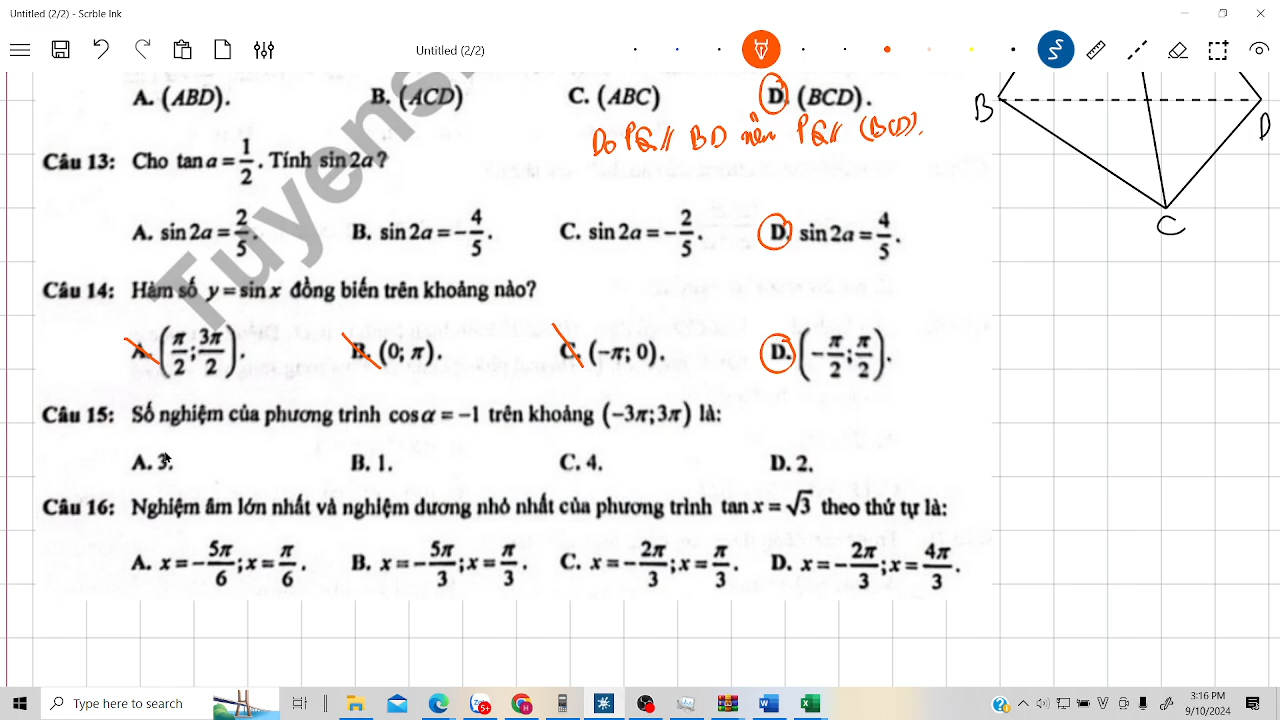 Untitled (2/2) - Scrble Ink
Untitled (2/2)
A. (ABD). B. (ACD) C. (ABC) D. (BCD).
B D
Do PQ // BD nên PQ // (BCD).
Câu 13: Cho tan a = 1/2. Tính sin 2a?
C
A. sin 2a = 2/5. B. sin 2a = -4/5. C. sin 2a = -2/5. D. sin 2a = 4/5.
Câu 14: Hàm số y = sin x đồng biến trên khoảng nào?
A. (π/2; 3π/2). B. (0; π). C. (-π; 0). D. (-π/2; π/2).
Câu 15: Số nghiệm của phương trình cos α = -1 trên khoảng (-3π; 3π) là:
A. 3. B. 1. C. 4. D. 2.
Câu 16: Nghiệm âm lớn nhất và nghiệm dương nhỏ nhất của phương trình tan x = √3 theo thứ tự là:
A. x = -5π/6; x = π/6. B. x = -5π/3; x = π/3. C. x = -2π/3; x = π/3. D. x = -2π/3; x = 4π/3.
Tuyens
Type here to search
5+
3:16 PM
9/10/2024